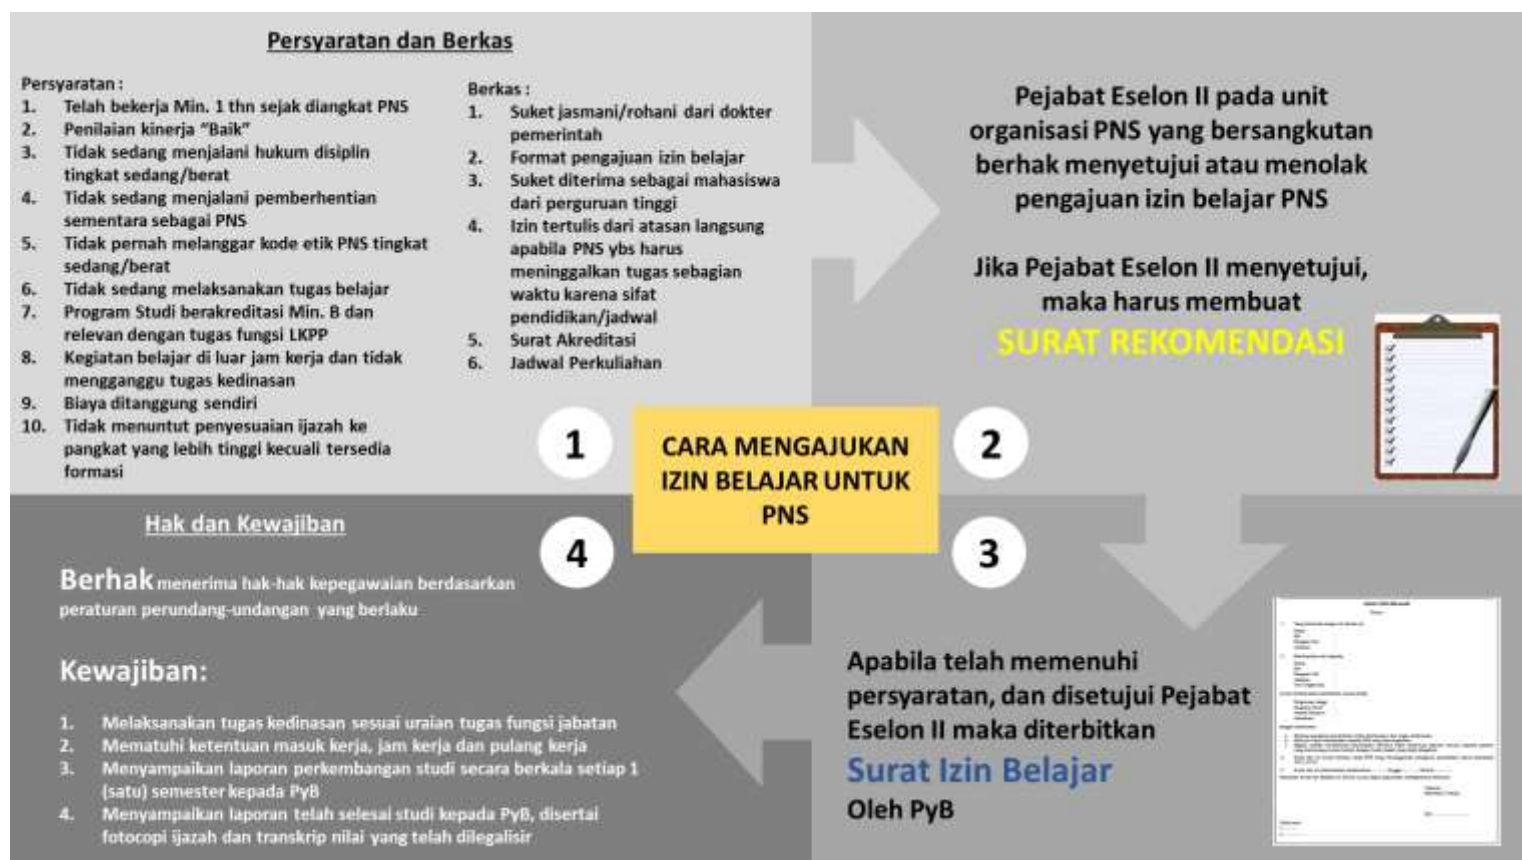 Persyaratan dan Berkas
Persyaratan :
1. Telah bekerja Min. 1 thn sejak diangkat PNS
2. Penilaian kinerja “Baik”
3. Tidak sedang menjalani hukum disiplin
tingkat sedang/berat
4. Tidak sedang menjalani pemberhentian
sementara sebagai PNS
5. Tidak pernah melanggar kode etik PNS tingkat
sedang/berat
6. Tidak sedang melaksanakan tugas belajar
7. Program Studi berakreditasi Min. B dan
relevan dengan tugas fungsi LKPP
8. Kegiatan belajar di luar jam kerja dan tidak
mengganggu tugas kedinasan
9. Biaya ditanggung sendiri
10. Tidak menuntut penyesuaian ijazah ke
pangkat yang lebih tinggi kecuali tersedia
formasi
Berkas :
1. Suket jasmani/rohani dari dokter
pemerintah
2. Format pengajuan izin belajar
3. Suket diterima sebagai mahasiswa
dari perguruan tinggi
4. Izin tertulis dari atasan langsung
apabila PNS ybs harus
meninggalkan tugas sebagian
waktu karena sifat
pendidikan/jadwal
5. Surat Akreditasi
6. Jadwal Perkuliahan
1
CARA MENGAJUKAN
IZIN BELAJAR UNTUK
PNS
2
Pejabat Eselon II pada unit
organisasi PNS yang bersangkutan
berhak menyetujui atau menolak
pengajuan izin belajar PNS
Jika Pejabat Eselon II menyetujui,
maka harus membuat
SURAT REKOMENDASI
3
Apabila telah memenuhi
persyaratan, dan disetujui Pejabat
Eselon II maka diterbitkan
Surat Izin Belajar
Oleh PyB
4
Hak dan Kewajiban
Berhak menerima hak-hak kepegawaian berdasarkan
peraturan perundang-undangan yang berlaku
Kewajiban:
1. Melaksanakan tugas kedinasan sesuai uraian tugas fungsi jabatan
2. Mematuhi ketentuan masuk kerja, jam kerja dan pulang kerja
3. Menyampaikan laporan perkembangan studi secara berkala setiap 1
(satu) semester kepada PyB
4. Menyampaikan laporan telah selesai studi kepada PyB, disertai
fotocopi ijazah dan transkrip nilai yang telah dilegalisir